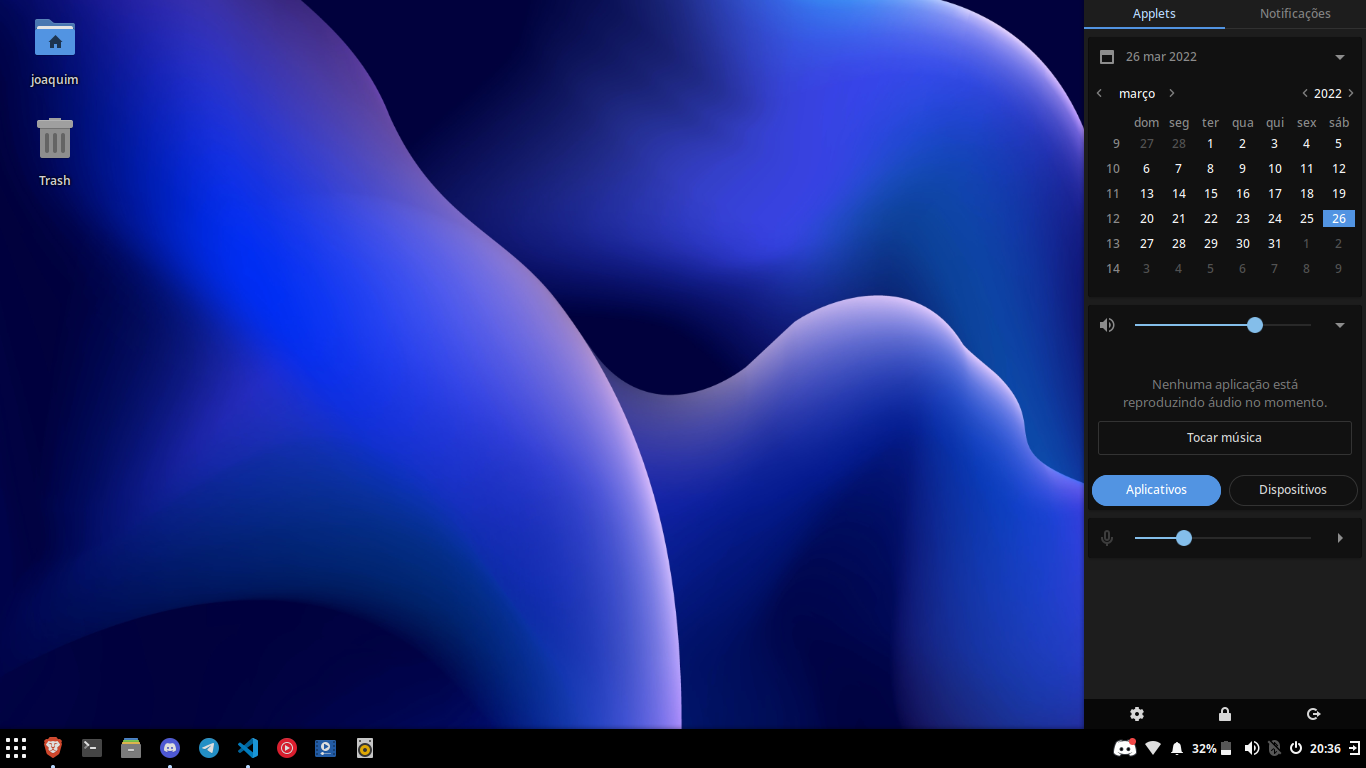 joaquim
Trash
Applets Notificações
26 mar 2022
março 2022
dom seg ter qua qui sex sáb
9 27 28 1 2 3 4 5
10 6 7 8 9 10 11 12
11 13 14 15 16 17 18 19
12 20 21 22 23 24 25 26
13 27 28 29 30 31 1 2
14 3 4 5 6 7 8 9
Nenhuma aplicação está
reproduzindo áudio no momento.
Tocar música
Aplicativos Dispositivos
32% 20:36